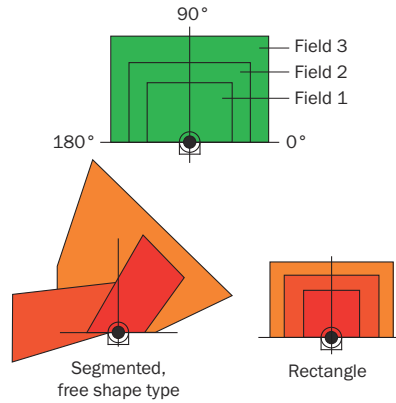 90°
Field 3
Field 2
Field 1
180°
0°
Segmented,
free shape type
Rectangle